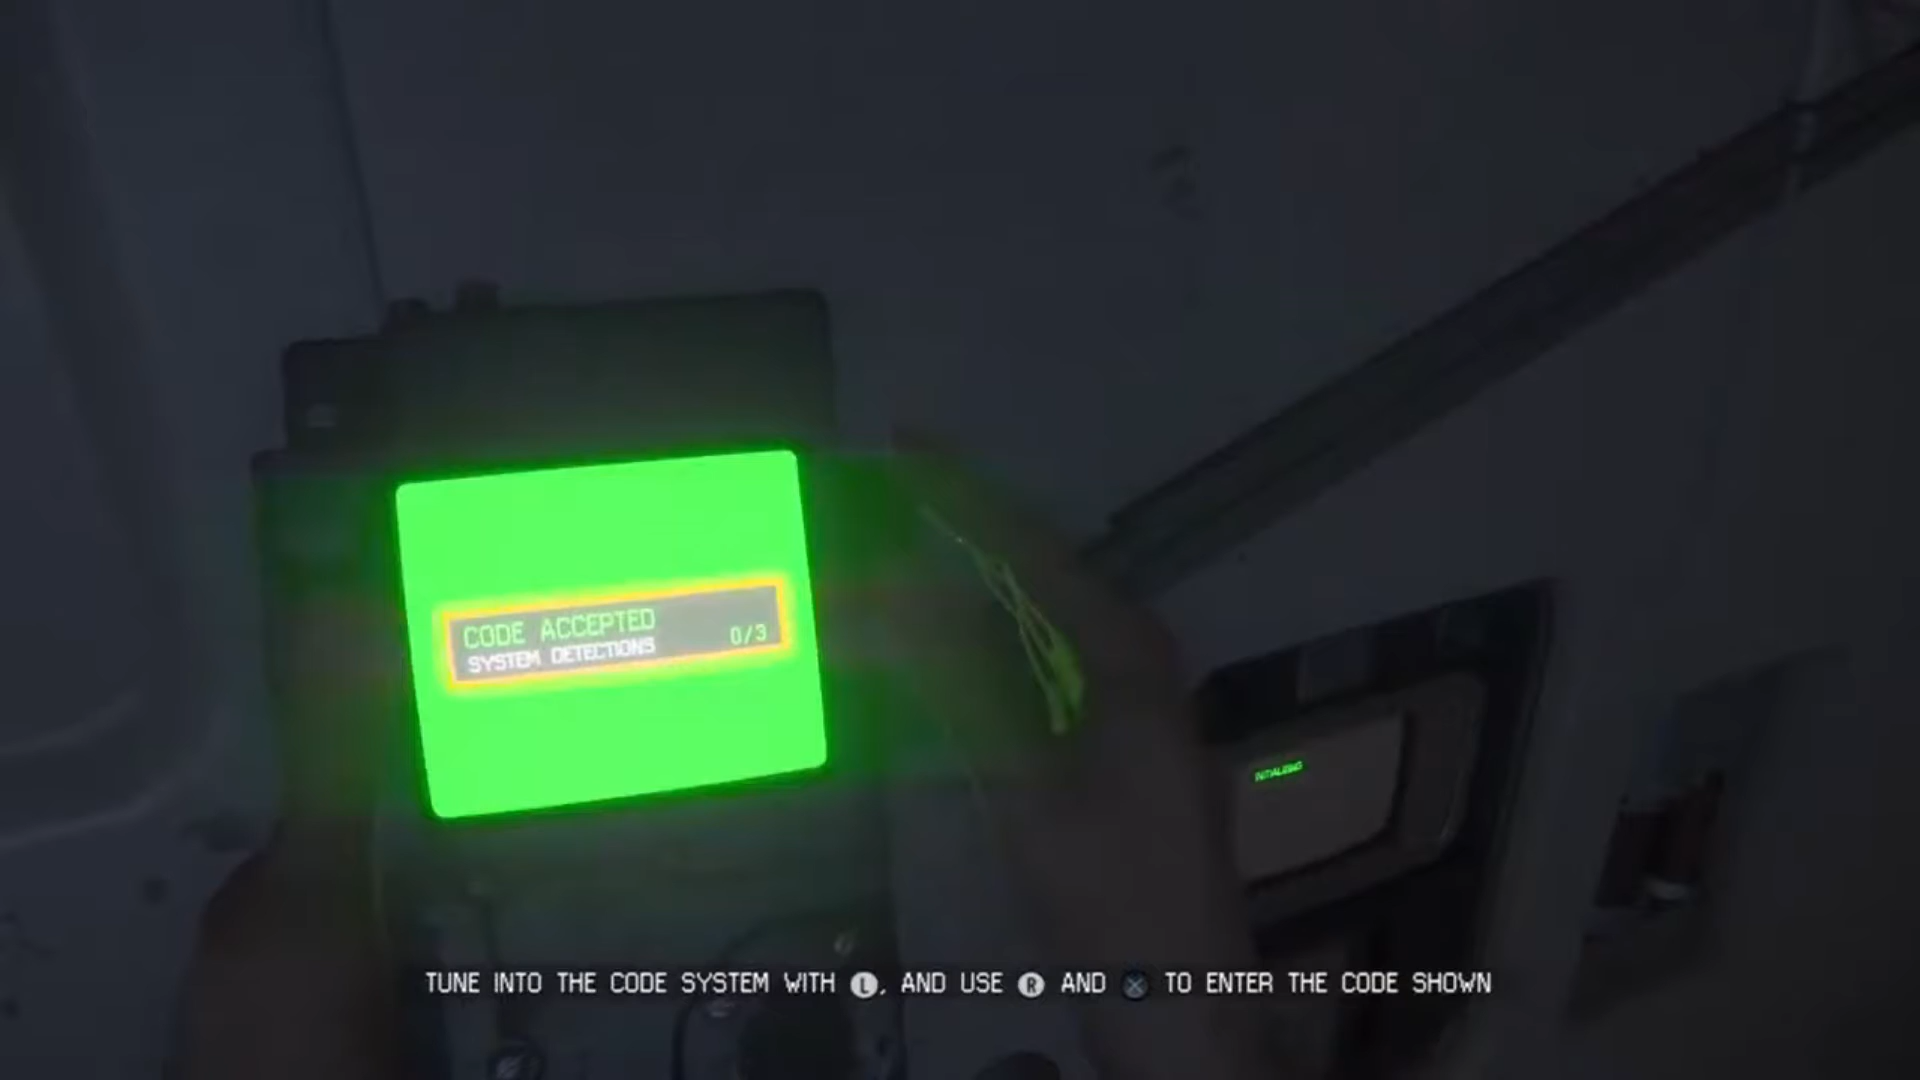 CODE ACCEPTED
SYSTEM DETECTIONS 0/3
INITIALISING
TUNE INTO THE CODE SYSTEM WITH L, AND USE R AND X TO ENTER THE CODE SHOWN